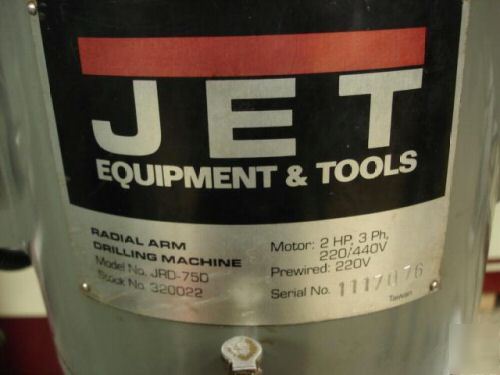 JET
EQUIPMENT & TOOLS
RADIAL ARM
DRILLING MACHINE
Model No. JRD-750
Stock No. 320022
Motor: 2 HP, 3 Ph,
220/440V
Prewired: 220V
Serial No. 1117076
Taiwan